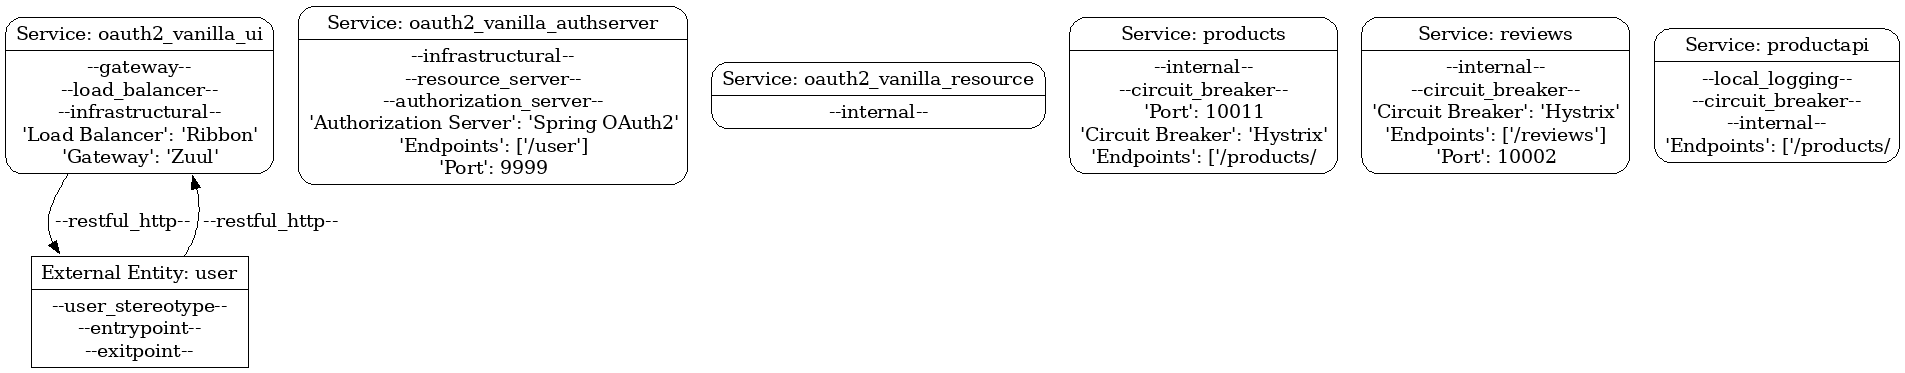 Service: oauth2_vanilla_ui
--gateway--
--load_balancer--
--infrastructural--
'Load Balancer': 'Ribbon'
'Gateway': 'Zuul'
Service: oauth2_vanilla_authserver
--infrastructural--
--resource_server--
--authorization_server--
'Authorization Server': 'Spring OAuth2'
'Endpoints': ['/user']
'Port': 9999
Service: oauth2_vanilla_resource
--internal--
Service: products
--internal--
--circuit_breaker--
'Port': 10011
'Circuit Breaker': 'Hystrix'
'Endpoints': ['/products/
Service: reviews
--internal--
--circuit_breaker--
'Circuit Breaker': 'Hystrix'
'Endpoints': ['/reviews']
'Port': 10002
Service: productapi
--local_logging--
--circuit_breaker--
--internal--
'Endpoints': ['/products/
--restful_http--
--restful_http--
External Entity: user
--user_stereotype--
--entrypoint--
--exitpoint--